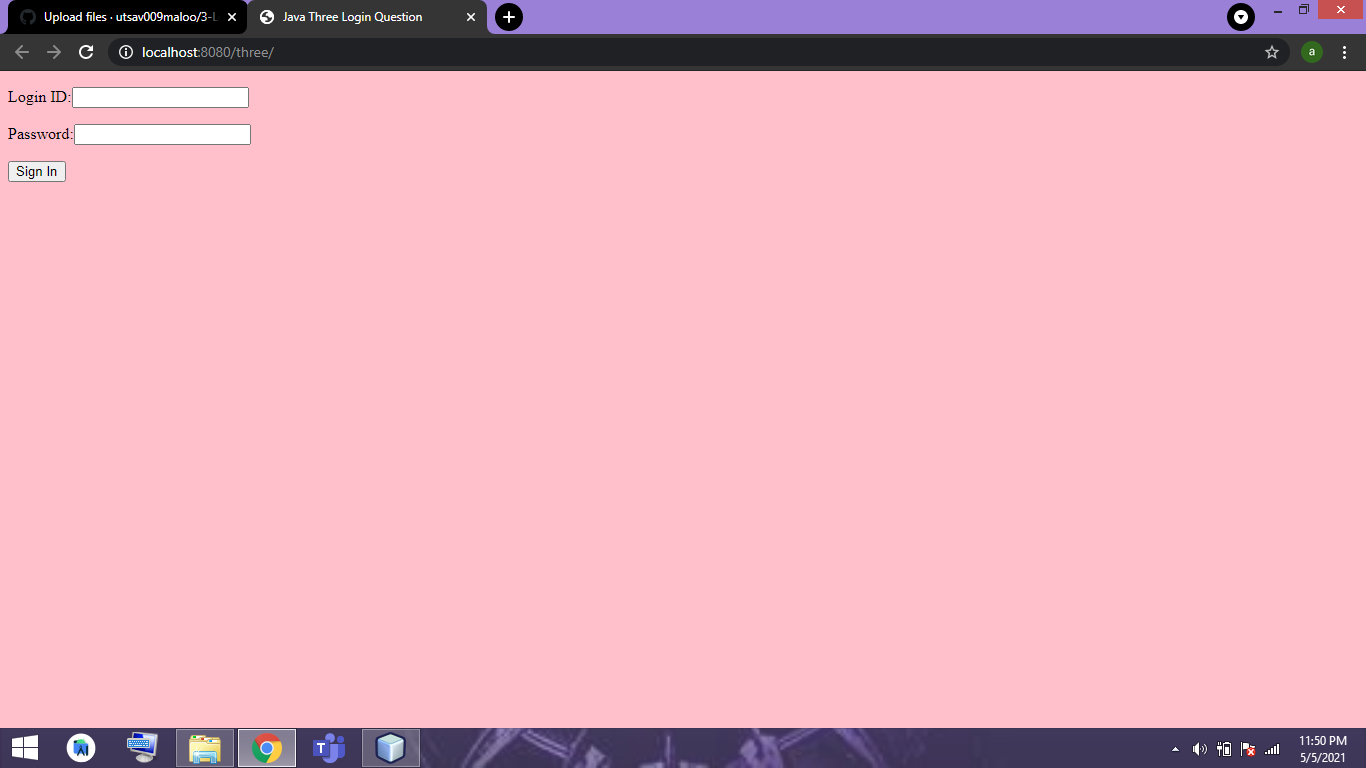 Upload files · utsav009maloo/3-L
Java Three Login Question
localhost:8080/three/
a
Login ID:
Password:
Sign In
T
11:50 PM
5/5/2021